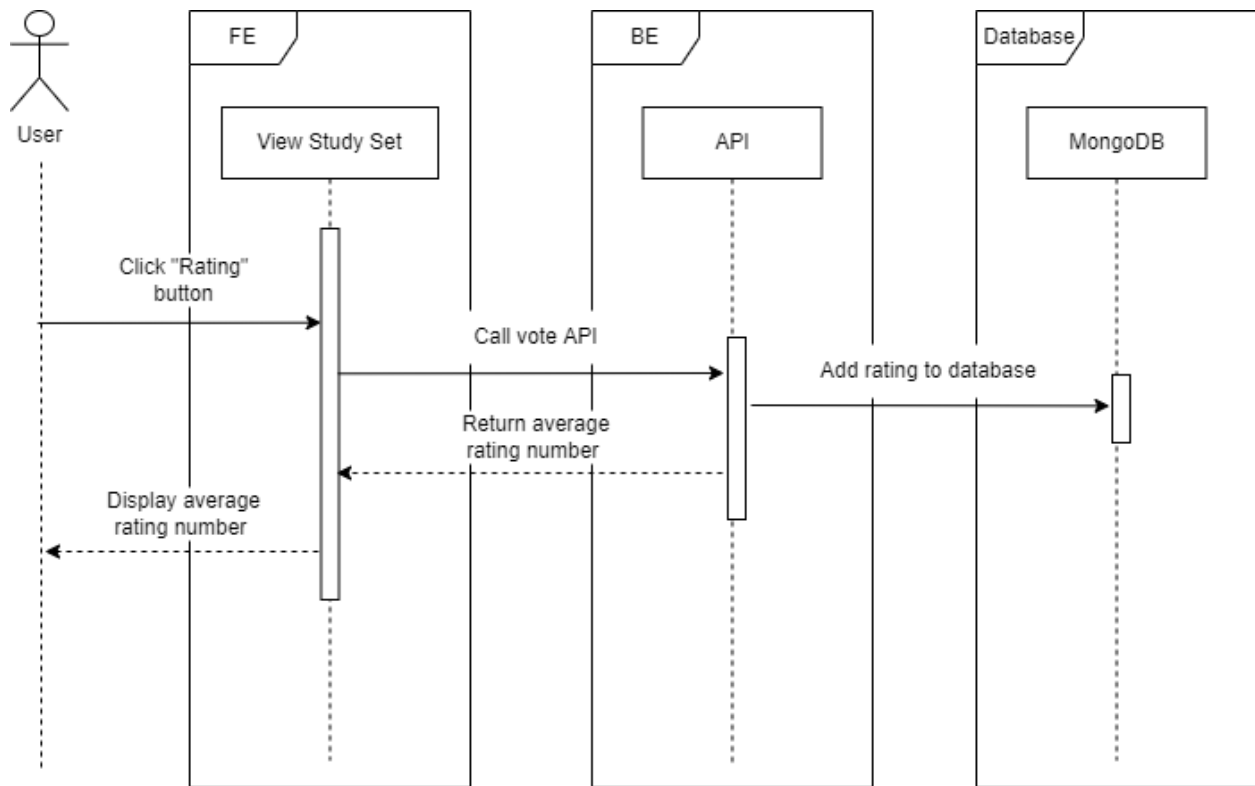 FE
BE
Database
User
View Study Set
API
MongoDB
Click "Rating"
button
Call vote API
Add rating to database
Return average
rating number
Display average
rating number